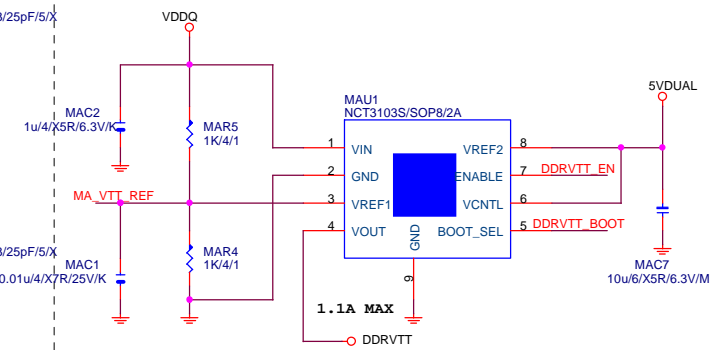 3/25pF/5/X
VDDQ
5VDUAL
MAU1
NCT3103S/SOP8/2A
MAC2
1u/4/X5R/6.3V/K
MAR5
1K/4/1
1 VIN VREF2 8
2 GND ENABLE 7 DDRVTT_EN
MA_VTT_REF 3 VREF1 VCNTL 6
4 VOUT GND BOOT_SEL 5 DDRVTT_BOOT
3/25pF/5/X
MAC1
0.01u/4/X7R/25V/K
MAR4
1K/4/1
9
MAC7
10u/6/X5R/6.3V/M
1.1A MAX
DDRVTT